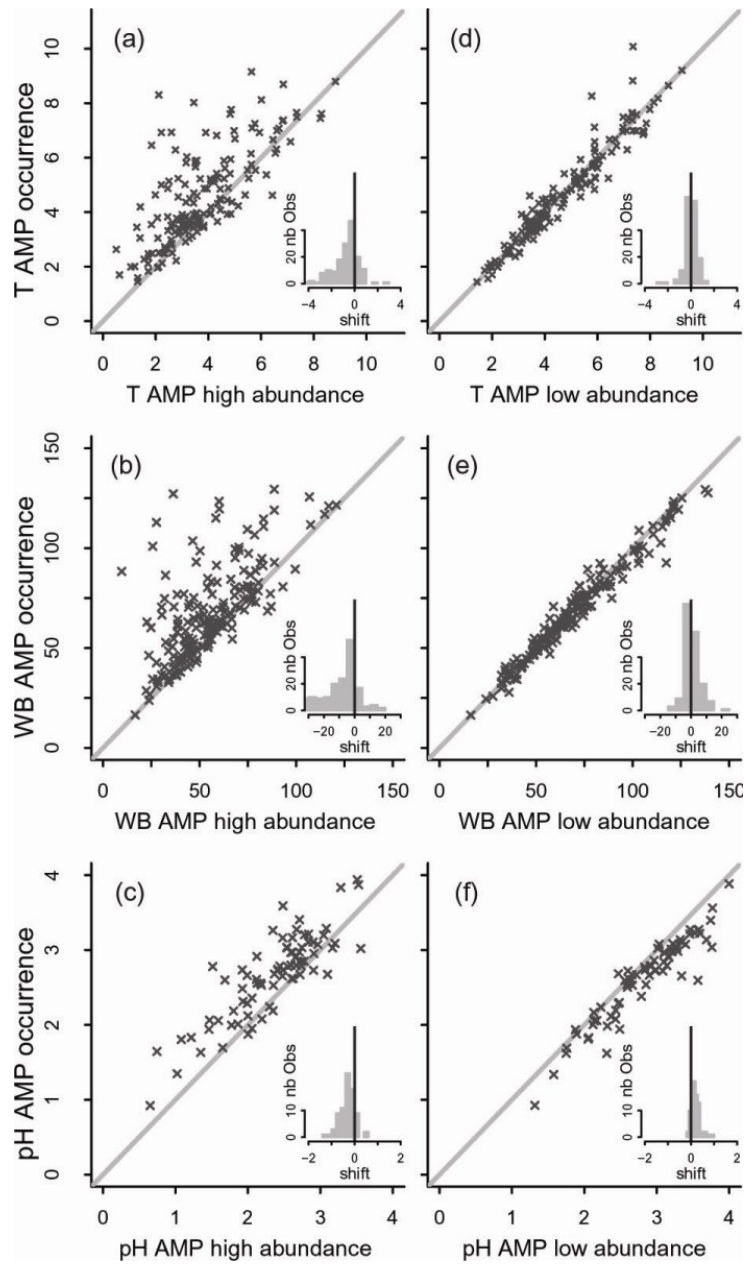 (a)
T AMP occurrence
10
8
6
4
2
0
nb Obs
20
0
−4 0 4
shift
0 2 4 6 8 10
T AMP high abundance
(d)
nb Obs
20
0
−4 0 4
shift
0 2 4 6 8 10
T AMP low abundance
(b)
WB AMP occurrence
150
100
50
0
nb Obs
20
0
−20 20
shift
0 50 100 150
WB AMP high abundance
(e)
nb Obs
20
0
−20 20
shift
0 50 100 150
WB AMP low abundance
(c)
pH AMP occurrence
4
3
2
1
0
nb Obs
10
0
−2 0 2
shift
0 1 2 3 4
pH AMP high abundance
(f)
nb Obs
10
0
−2 0 2
shift
0 1 2 3 4
pH AMP low abundance